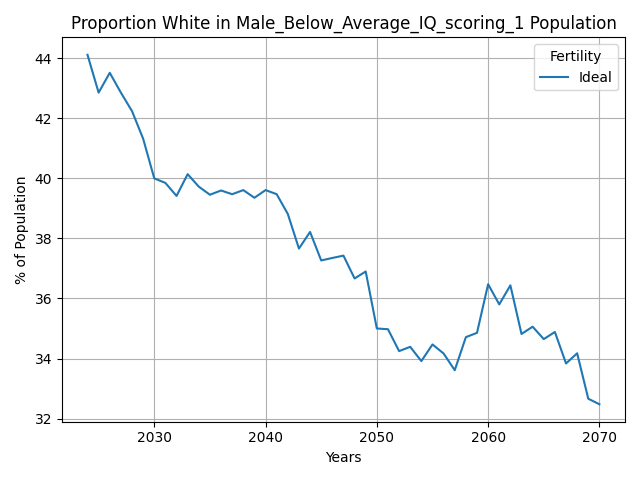 Proportion White in Male_Below_Average_IQ_scoring_1 Population
Fertility
Ideal
44
42
40
38
36
34
32
% of Population
2030
2040
2050
2060
2070
Years